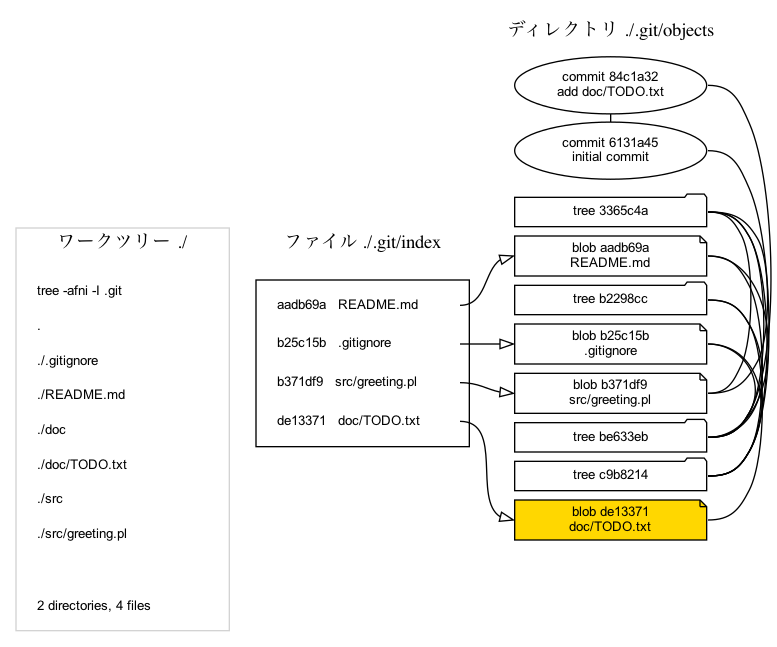 ディレクトリ ./.git/objects
commit 84c1a32
add doc/TODO.txt
commit 6131a45
initial commit
tree 3365c4a
blob aadb69a
README.md
tree b2298cc
blob b25c15b
.gitignore
blob b371df9
src/greeting.pl
tree be633eb
tree c9b8214
blob de13371
doc/TODO.txt
ワークツリー ./
tree -afni -I .git
.
./.gitignore
./README.md
./doc
./doc/TODO.txt
./src
./src/greeting.pl
2 directories, 4 files
ファイル ./.git/index
aadb69a README.md
b25c15b .gitignore
b371df9 src/greeting.pl
de13371 doc/TODO.txt